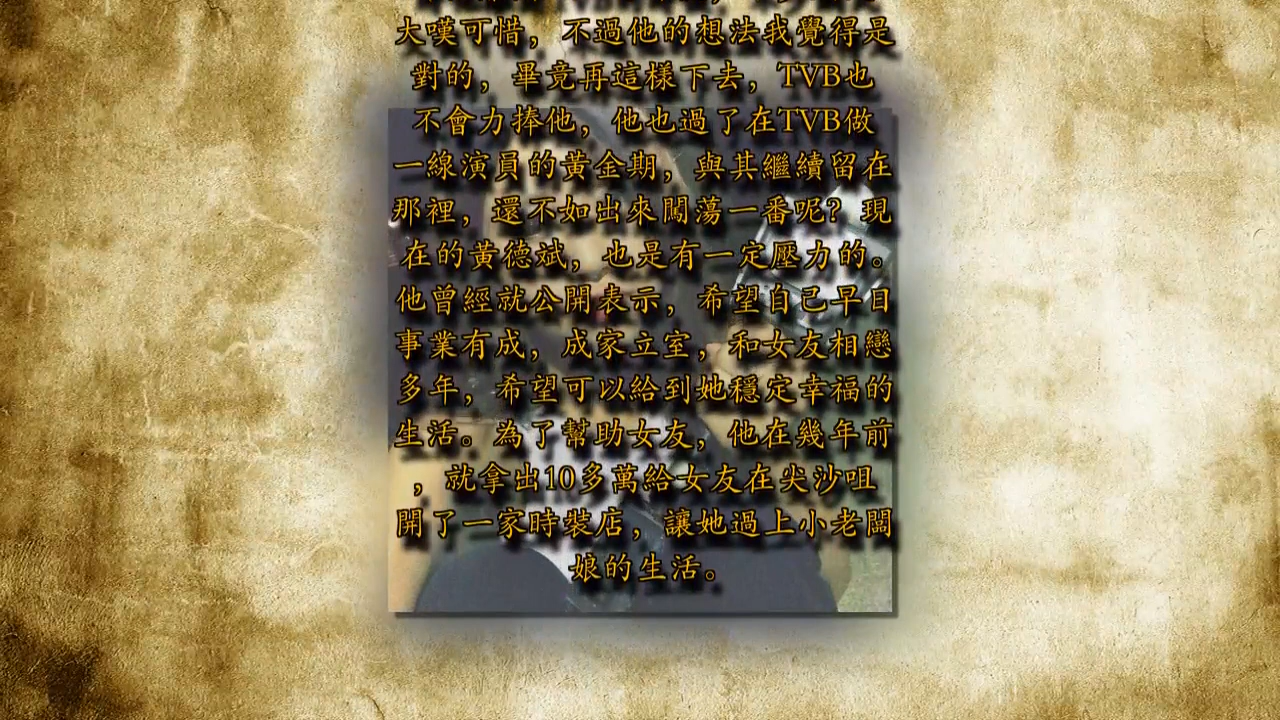 大嘆可惜，不過他的想法我覺得是
對的，畢竟再這樣下去，TVB也
不會力捧他，他也過了在TVB做
一線演員的黃金期，與其繼續留在
那裡，還不如出來闖蕩一番呢？現
在的黃德斌，也是有一定壓力的。
他曾經就公開表示，希望自己早日
事業有成，成家立室，和女友相戀
多年，希望可以給到她穩定幸福的
生活。為了幫助女友，他在幾年前
，就拿出10多萬給女友在尖沙咀
開了一家時裝店，讓她過上小老闆
娘的生活。